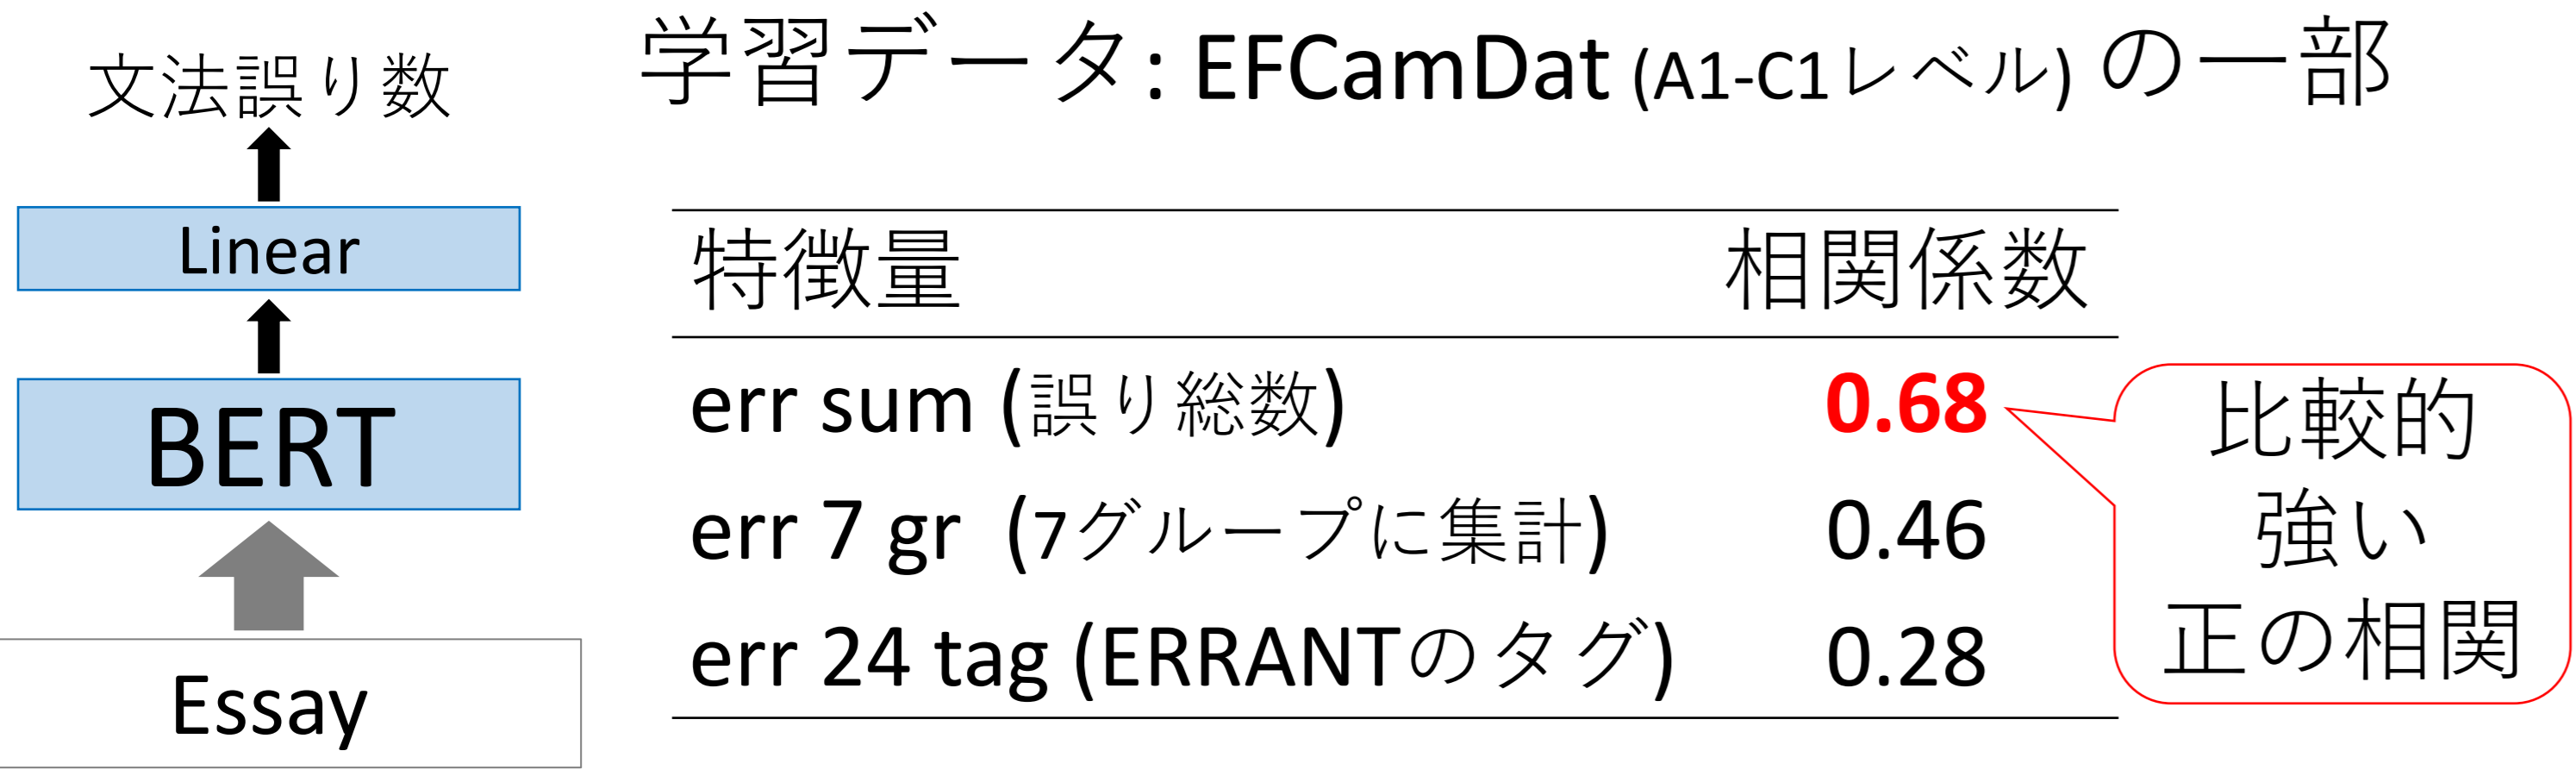 文法誤り数
Linear
BERT
Essay
学習データ: EFCamDat (A1-C1レベル) の一部
特徴量 相関係数
err sum (誤り総数) 0.68
err 7 gr (7グループに集計) 0.46
err 24 tag (ERRANTのタグ) 0.28
比較的
強い
正の相関